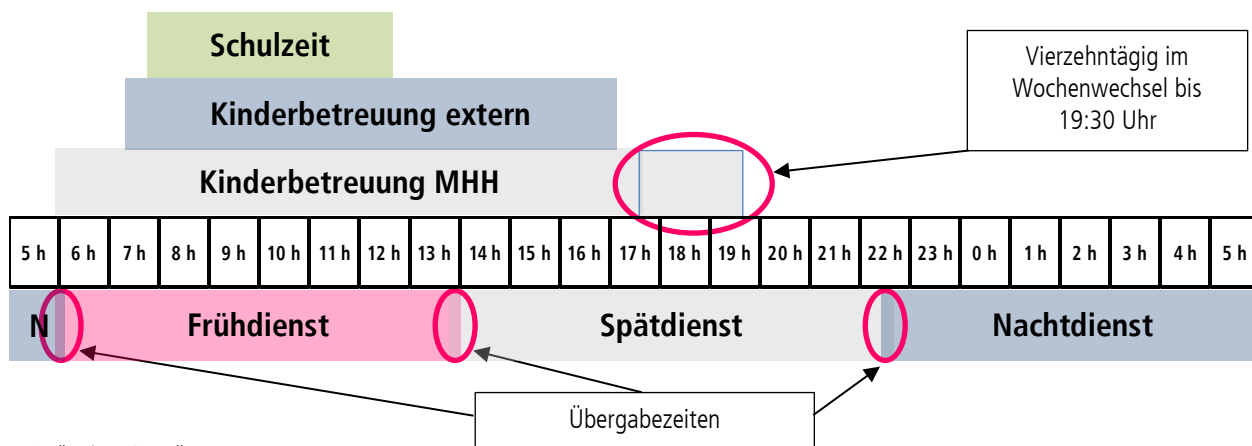 Schulzeit
Vierzehntägig im
Wochenwechsel bis
19:30 Uhr
Kinderbetreuung extern
Kinderbetreuung MHH
5 h 6 h 7 h 8 h 9 h 10 h 11 h 12 h 13 h 14 h 15 h 16 h 17 h 18 h 19 h 20 h 21 h 22 h 23 h 0 h 1 h 2 h 3 h 4 h 5 h
N Frühdienst Spätdienst Nachtdienst
Übergabezeiten